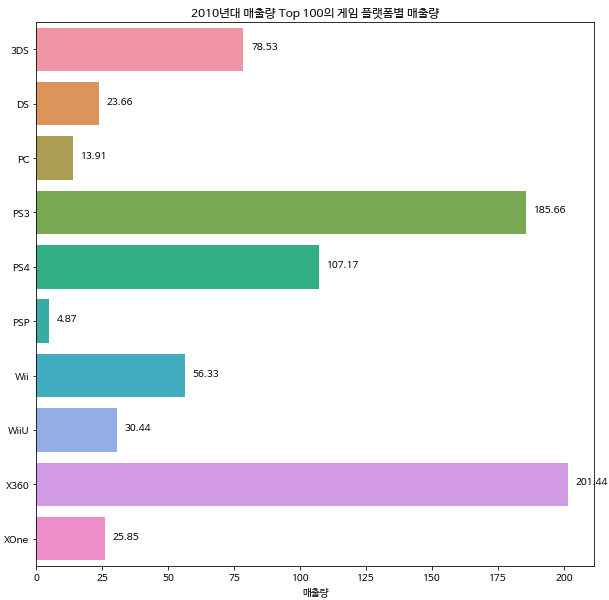 2010년대 매출량 Top 100의 게임 플랫폼별 매출량
3DS 78.53
DS 23.66
PC 13.91
PS3 185.66
PS4 107.17
PSP 4.87
Wii 56.33
WiiU 30.44
X360 201.44
XOne 25.85
0 25 50 75 100 125 150 175 200
매출량